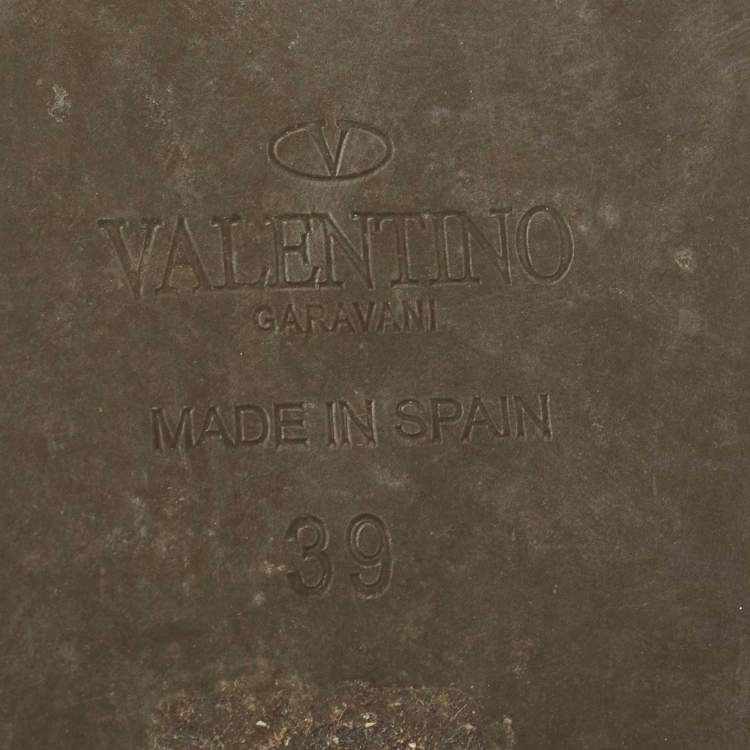 V
VALENTINO
GARAVANI
MADE IN SPAIN
39